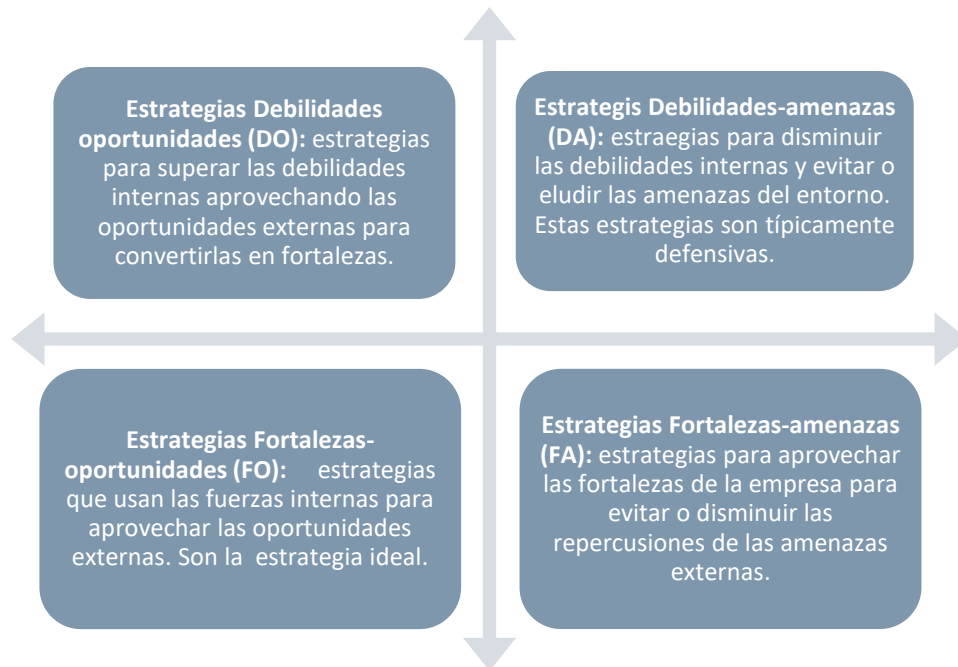 Estrategias Debilidades
oportunidades (DO): estrategias
para superar las debilidades
internas aprovechando las
oportunidades externas para
convertirlas en fortalezas.
Estrategis Debilidades-amenazas
(DA): estraegias para disminuir
las debilidades internas y evitar o
eludir las amenazas del entorno.
Estas estrategias son típicamente
defensivas.
Estrategias Fortalezas-
oportunidades (FO): estrategias
que usan las fuerzas internas para
aprovechar las oportunidades
externas. Son la estrategia ideal.
Estrategias Fortalezas-amenazas
(FA): estrategias para aprovechar
las fortalezas de la empresa para
evitar o disminuir las
repercusiones de las amenazas
externas.